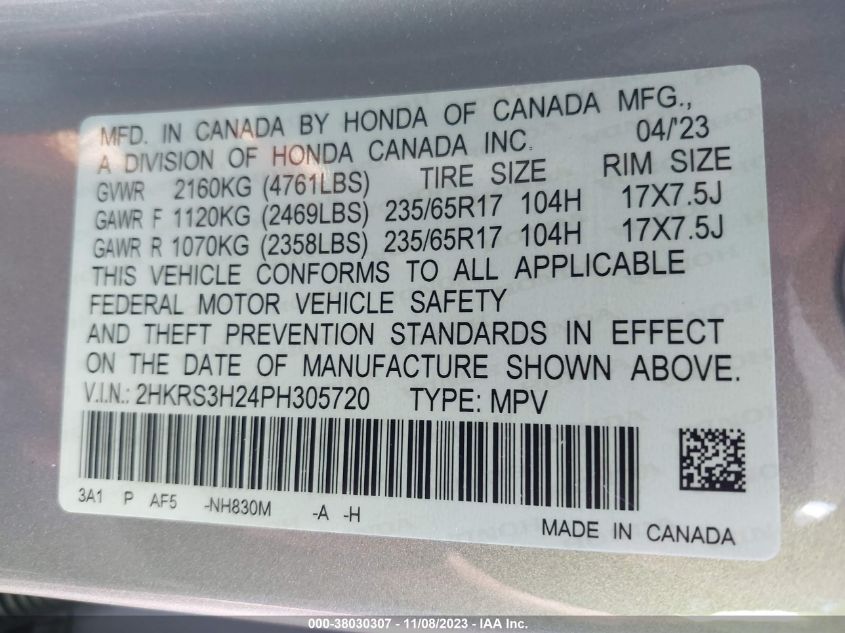 MFD. IN CANADA BY HONDA OF CANADA MFG.,
A DIVISION OF HONDA CANADA INC. 04/'23
GVWR 2160KG (4761LBS) TIRE SIZE RIM SIZE
GAWR F 1120KG (2469LBS) 235/65R17 104H 17X7.5J
GAWR R 1070KG (2358LBS) 235/65R17 104H 17X7.5J
THIS VEHICLE CONFORMS TO ALL APPLICABLE
FEDERAL MOTOR VEHICLE SAFETY
AND THEFT PREVENTION STANDARDS IN EFFECT
ON THE DATE OF MANUFACTURE SHOWN ABOVE.
V.I.N.: 2HKRS3H24PH305720 TYPE: MPV
3A1 P AF5 -NH830M -A -H
MADE IN CANADA
000-38030307 - 11/08/2023 - IAA Inc.